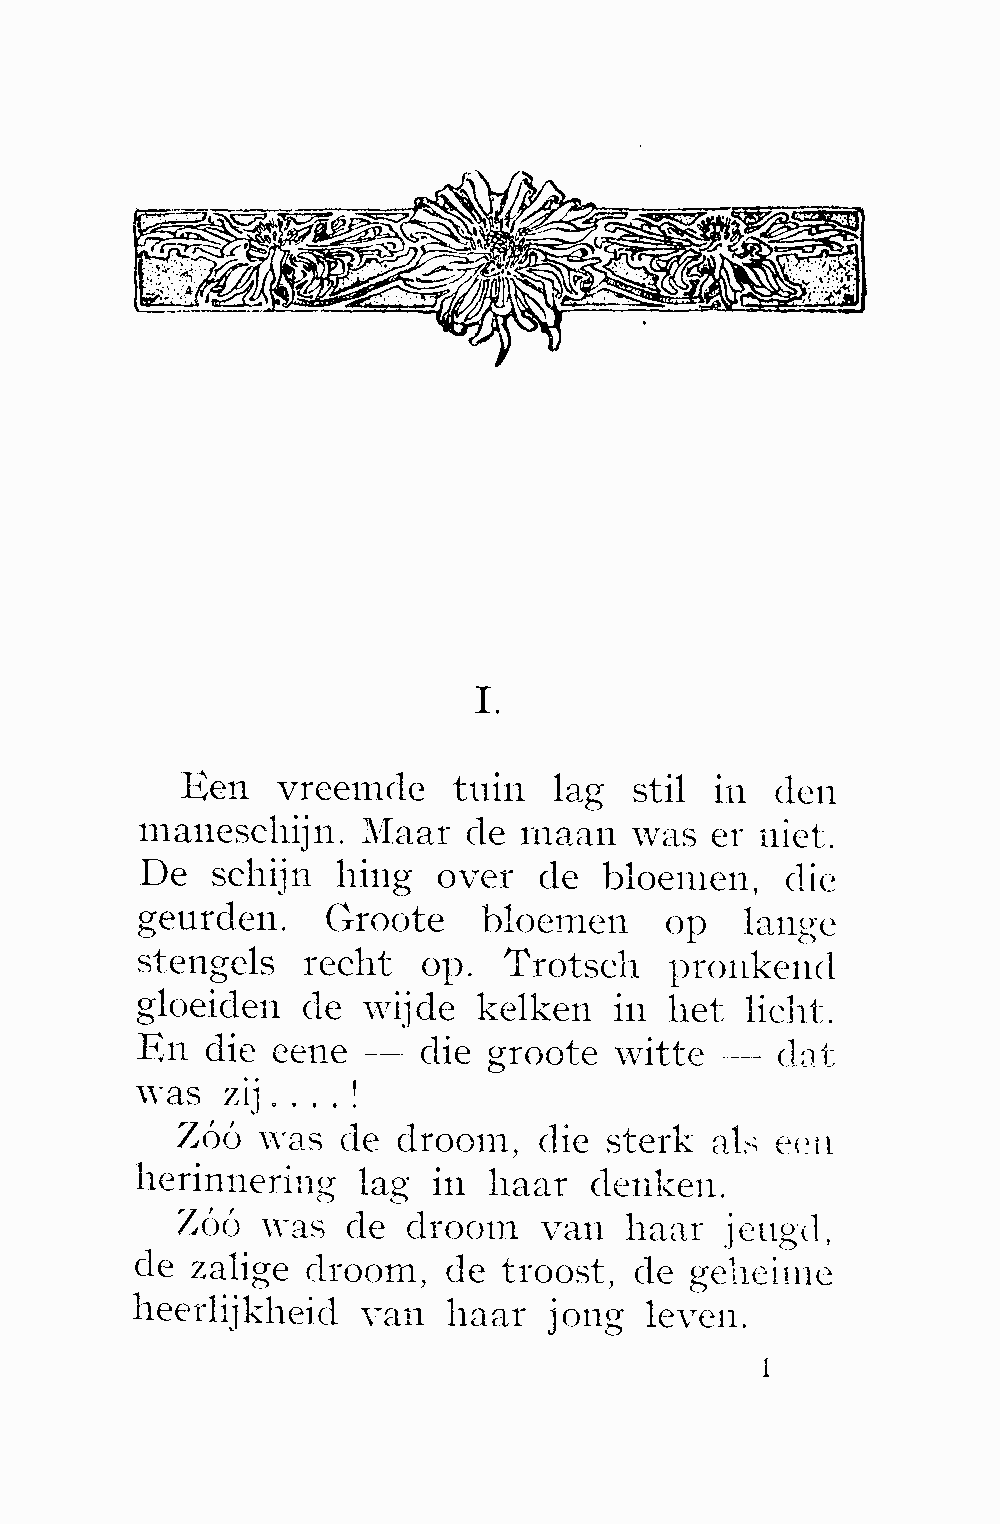 I.
Een vreemde tuin lag stil in den
maneschijn. Maar de maan was er niet.
De schijn hing over de bloemen, die
geurden. Groote bloemen op lange
stengels recht op. Trotsch pronkend
gloeiden de wijde kelken in het licht.
En die eene — die groote witte — dat
was zij....!
Zóó was de droom, die sterk als een
herinnering lag in haar denken.
Zóó was de droom van haar jeugd,
de zalige droom, de troost, de geheime
heerlijkheid van haar jong leven.
1